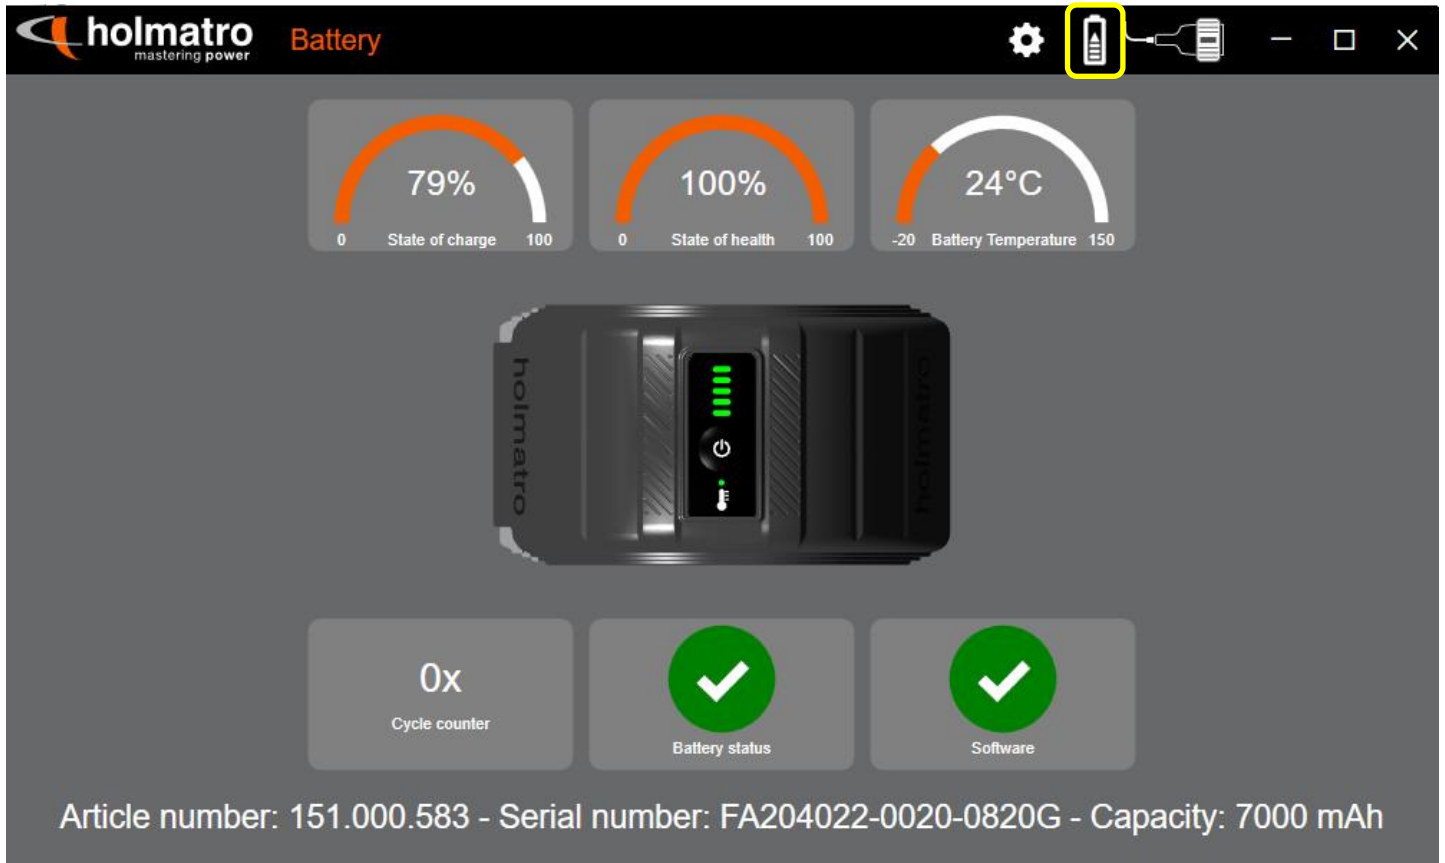 holmatro
mastering power
Battery
79%
0 State of charge 100
100%
0 State of health 100
24°C
-20 Battery Temperature 150
holmatro
holmatro
0x
Cycle counter
Battery status
Software
Article number: 151.000.583 - Serial number: FA204022-0020-0820G - Capacity: 7000 mAh